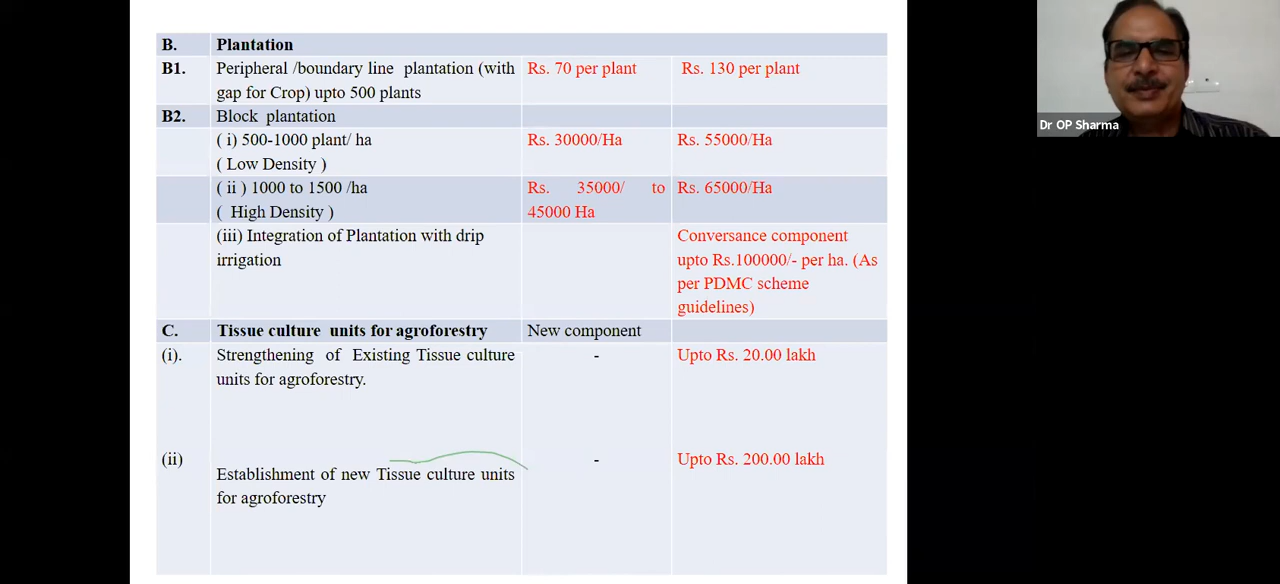 B. Plantation
B1. Peripheral /boundary line plantation (with Rs. 70 per plant Rs. 130 per plant
gap for Crop) upto 500 plants
B2. Block plantation
( i) 500-1000 plant/ ha Rs. 30000/Ha Rs. 55000/Ha
( Low Density )
( ii ) 1000 to 1500 /ha Rs. 35000/ to Rs. 65000/Ha
( High Density ) 45000 Ha
(iii) Integration of Plantation with drip Conversance component
irrigation upto Rs.100000/- per ha. (As
per PDMC scheme
guidelines)
C. Tissue culture units for agroforestry New component
(i). Strengthening of Existing Tissue culture - Upto Rs. 20.00 lakh
units for agroforestry.
(ii) - Upto Rs. 200.00 lakh
Establishment of new Tissue culture units
for agroforestry
Dr OP Sharma